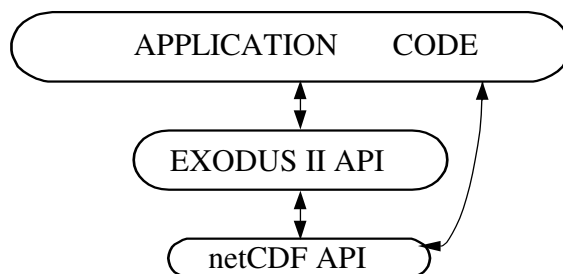 APPLICATION CODE
EXODUS II API
netCDF API